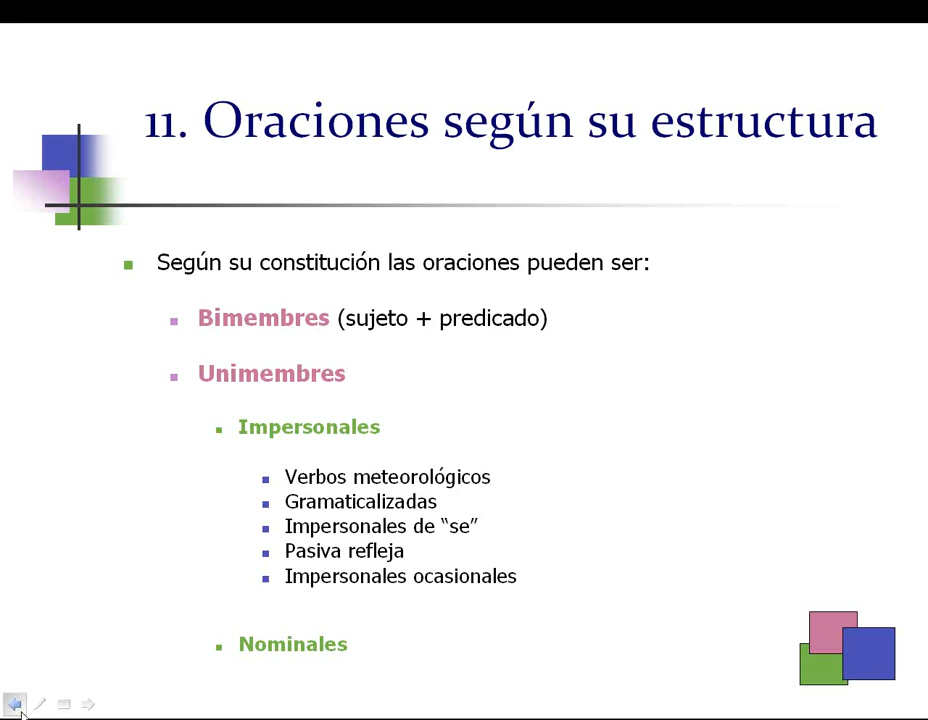 11. Oraciones según su estructura
Según su constitución las oraciones pueden ser:
Bimembres (sujeto + predicado)
Unimembres
Impersonales
Verbos meteorológicos
Gramaticalizadas
Impersonales de “se”
Pasiva refleja
Impersonales ocasionales
Nominales